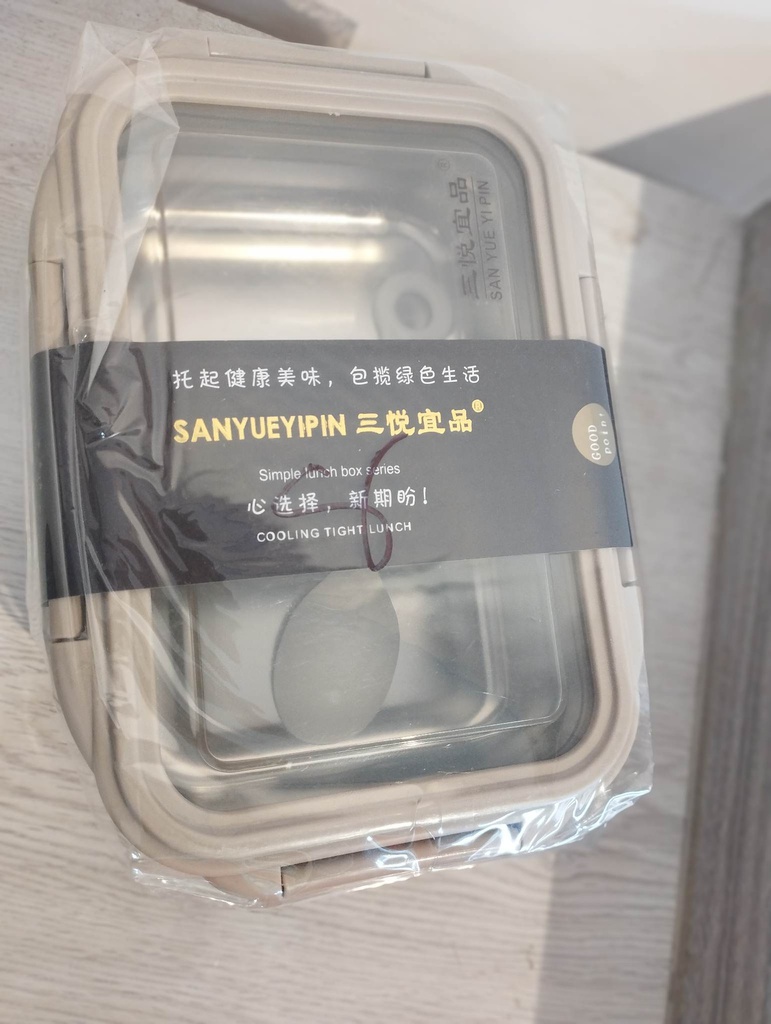 三悦宜品®
SAN YUE YI PIN
托起健康美味，包揽绿色生活
SANYUEYIPIN 三悦宜品®
Simple lunch box series
心选择，新期盼！
COOLING TIGHT LUNCH
GOOD
point.